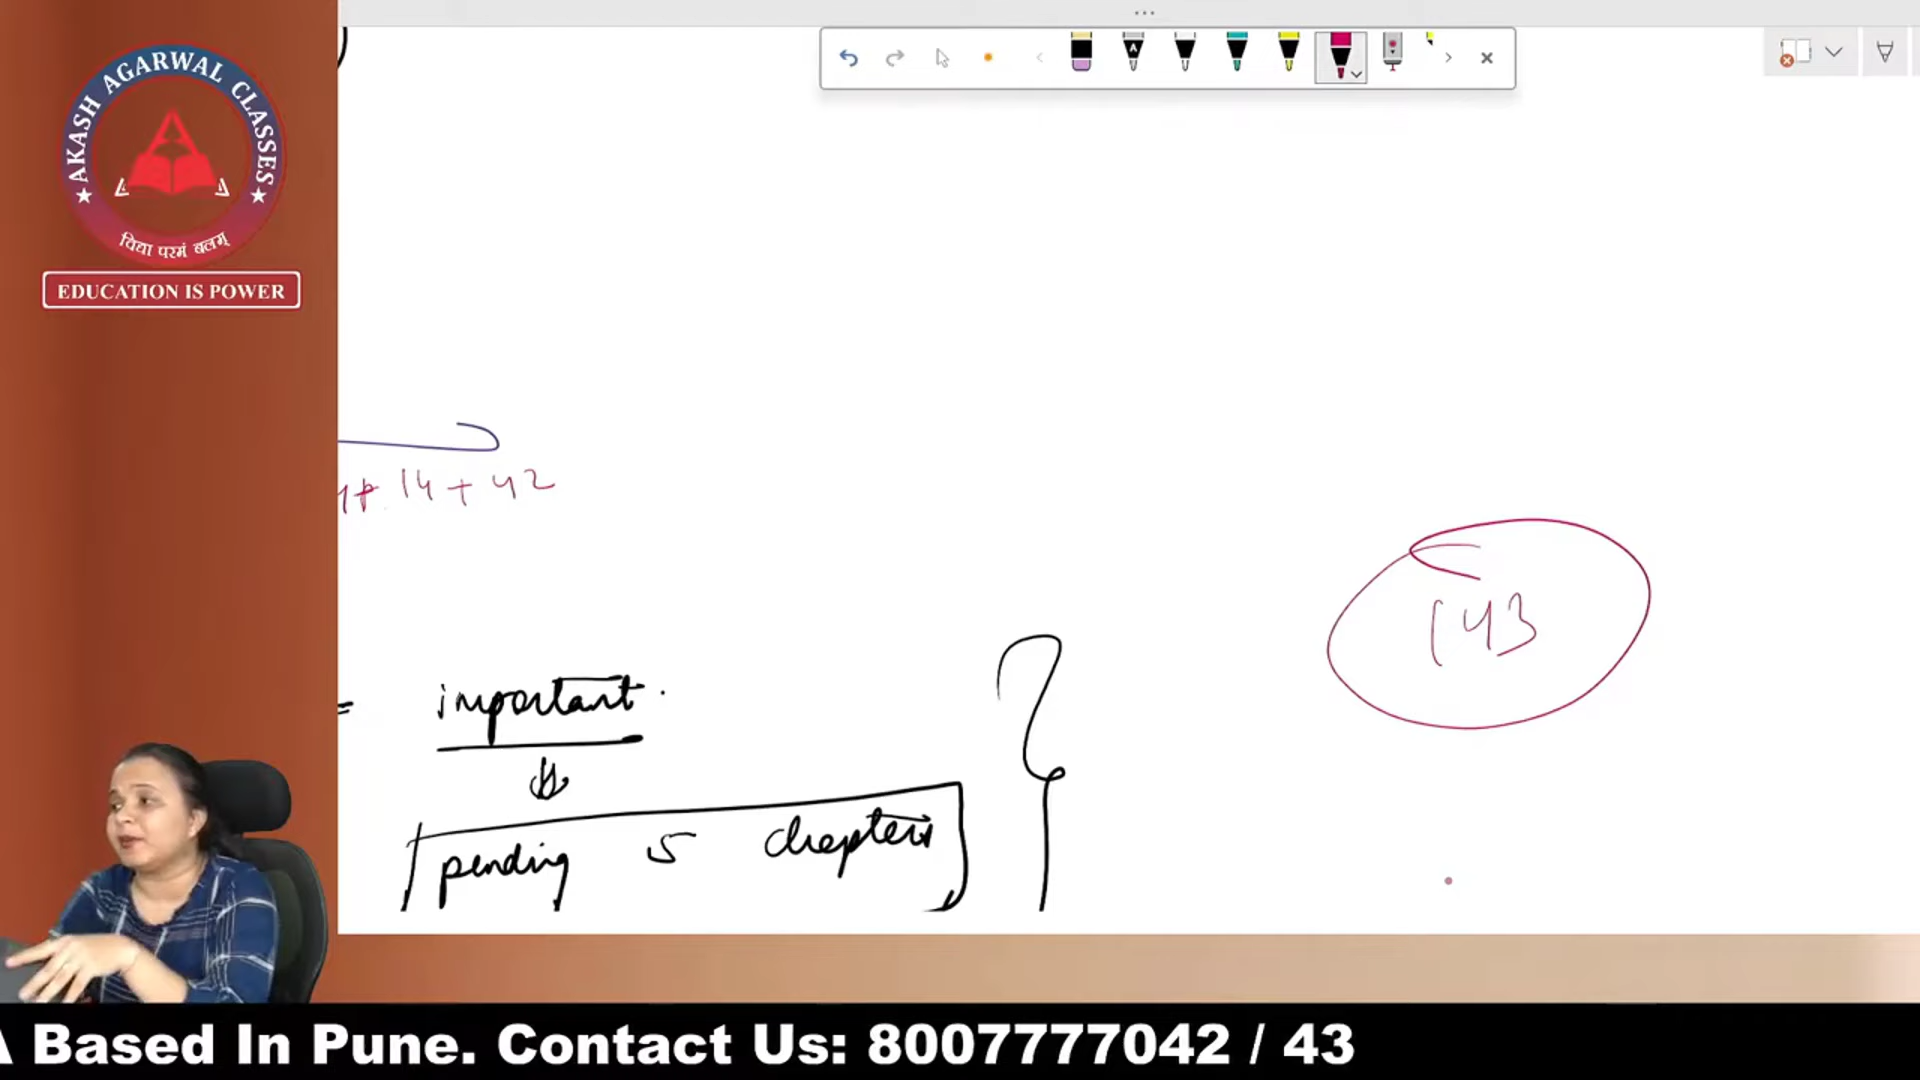 AKASH AGARWAL CLASSES
विद्या परमं बलम्
EDUCATION IS POWER
14 + 42
143
= important.
pending 5 chapters
A Based In Pune. Contact Us: 8007777042 / 43